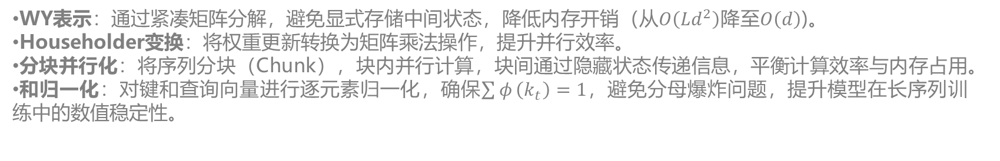 •WY表示：通过紧凑矩阵分解，避免显式存储中间状态，降低内存开销（从O(Ld²)降至O(d))。
•Householder变换：将权重更新转换为矩阵乘法操作，提升并行效率。
•分块并行化：将序列分块（Chunk），块内并行计算，块间通过隐藏状态传递信息，平衡计算效率与内存占用。
•和归一化：对键和查询向量进行逐元素归一化，确保∑ϕ(kₜ) = 1，避免分母爆炸问题，提升模型在长序列训
练中的数值稳定性。